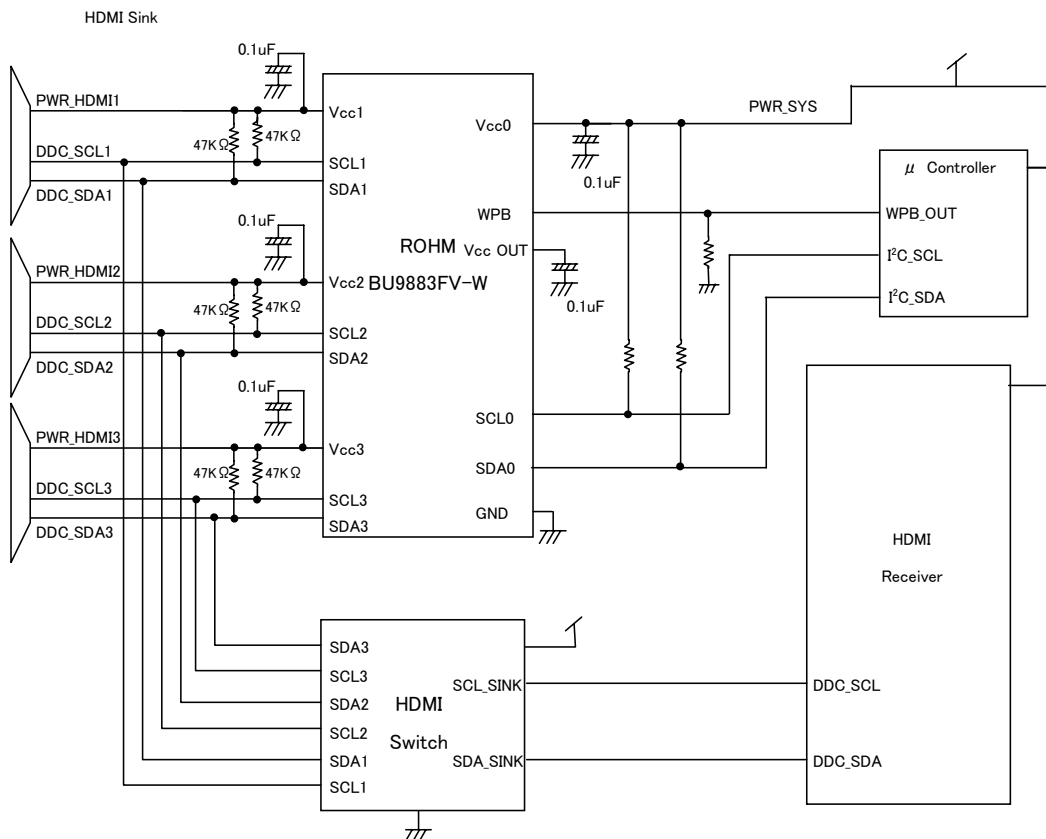 HDMI Sink
0.1uF
PWR_HDMI1
47KΩ
47KΩ
DDC_SCL1
DDC_SDA1
0.1uF
PWR_HDMI2
47KΩ
47KΩ
DDC_SCL2
DDC_SDA2
0.1uF
PWR_HDMI3
47KΩ
47KΩ
DDC_SCL3
DDC_SDA3
Vcc1
SCL1
SDA1
Vcc2
SCL2
SDA2
Vcc3
SCL3
SDA3
ROHM
BU9883FV-W
Vcc0
WPB
Vcc OUT
SCL0
SDA0
GND
0.1uF
0.1uF
PWR_SYS
μ Controller
WPB_OUT
I²C_SCL
I²C_SDA
HDMI
Receiver
DDC_SCL
DDC_SDA
SDA3
SCL3
SDA2
SCL2
SDA1
SCL1
HDMI
Switch
SCL_SINK
SDA_SINK